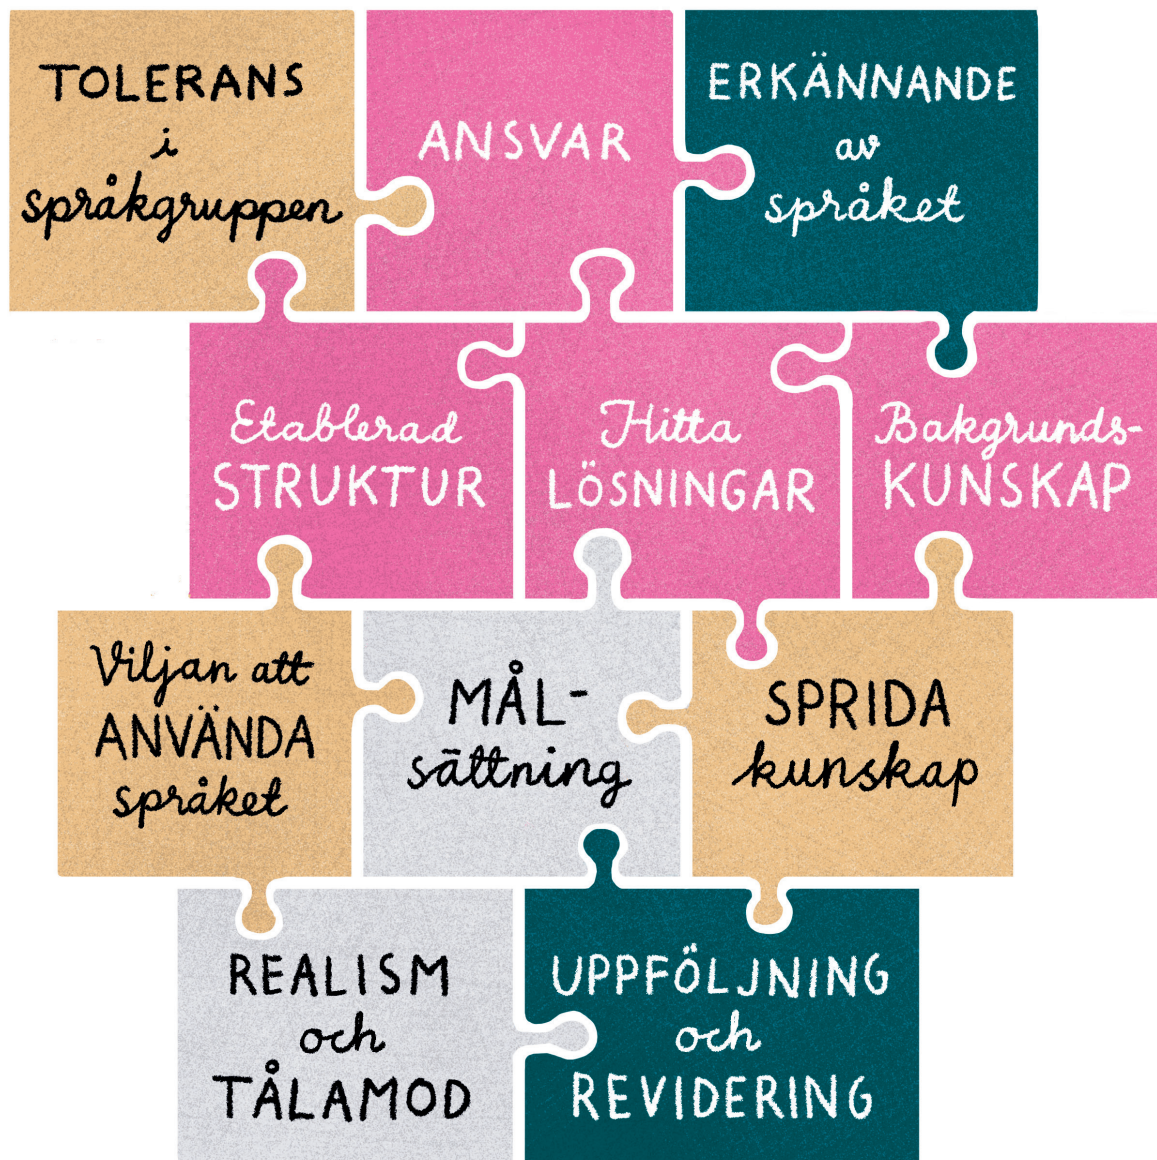 TOLERANS
i
språkgruppen
ANSVAR
ERKÄNNANDE
av
språket
Etablerad
STRUKTUR
Hitta
LÖSNINGAR
Bakgrunds-
KUNSKAP
Viljan att
ANVÄNDA
språket
MÅL-
sättning
SPRIDA
kunskap
REALISM
och
TÅLAMOD
UPPFÖLJNING
och
REVIDERING